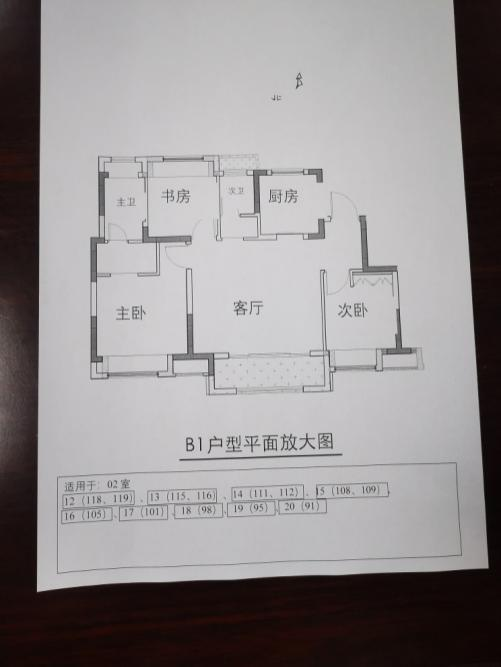 北
主卫
书房
次卫
厨房
主卧
客厅
次卧
B1户型平面放大图
适用于：02室
12（118、119）、13（115、116）、14（111、112）、15（108、109）、
16（105）、17（101）、18（98）、19（95）、20（91）